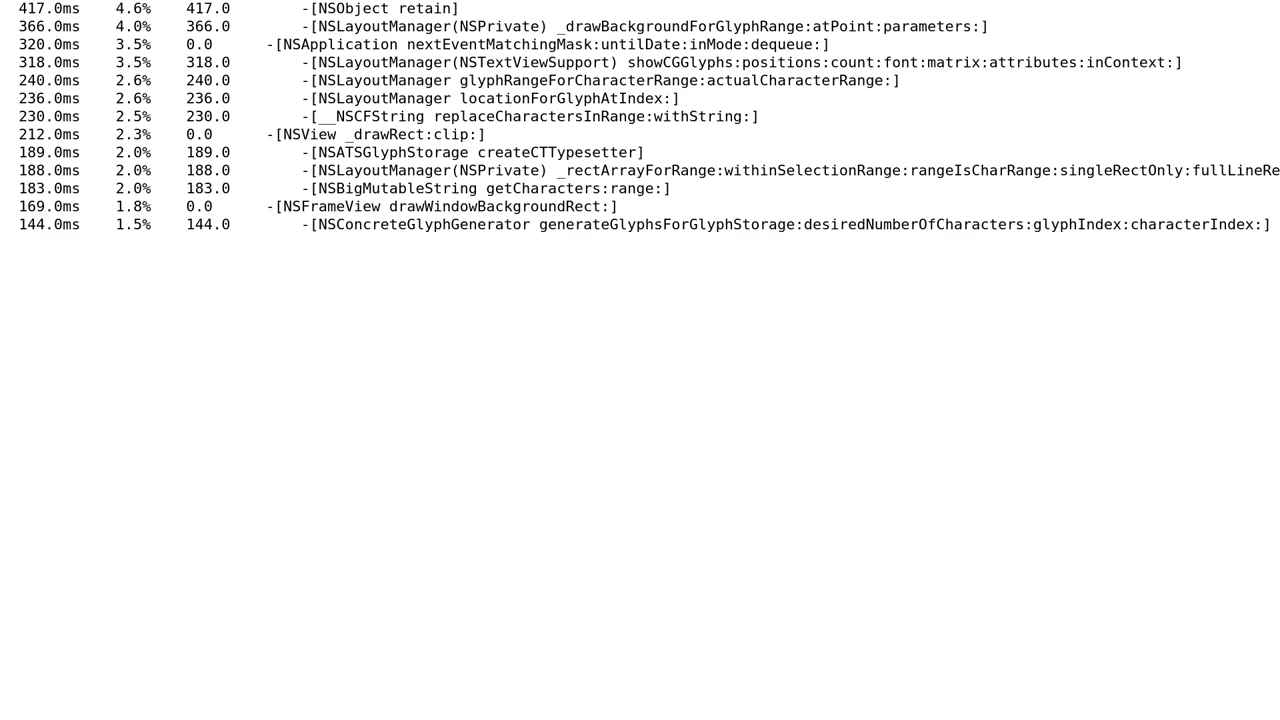 417.0ms 4.6% 417.0 -[NSObject retain]
366.0ms 4.0% 366.0 -[NSLayoutManager(NSPrivate) _drawBackgroundForGlyphRange:atPoint:parameters:]
320.0ms 3.5% 0.0 -[NSApplication nextEventMatchingMask:untilDate:inMode:dequeue:]
318.0ms 3.5% 318.0 -[NSLayoutManager(NSTextViewSupport) showCGGlyphs:positions:count:font:matrix:attributes:inContext:]
240.0ms 2.6% 240.0 -[NSLayoutManager glyphRangeForCharacterRange:actualCharacterRange:]
236.0ms 2.6% 236.0 -[NSLayoutManager locationForGlyphAtIndex:]
230.0ms 2.5% 230.0 -[__NSCFString replaceCharactersInRange:withString:]
212.0ms 2.3% 0.0 -[NSView _drawRect:clip:]
189.0ms 2.0% 189.0 -[NSATSGlyphStorage createCTTypesetter]
188.0ms 2.0% 188.0 -[NSLayoutManager(NSPrivate) _rectArrayForRange:withinSelectionRange:rangeIsCharRange:singleRectOnly:fullLineRe
183.0ms 2.0% 183.0 -[NSBigMutableString getCharacters:range:]
169.0ms 1.8% 0.0 -[NSFrameView drawWindowBackgroundRect:]
144.0ms 1.5% 144.0 -[NSConcreteGlyphGenerator generateGlyphsForGlyphStorage:desiredNumberOfCharacters:glyphIndex:characterIndex:]